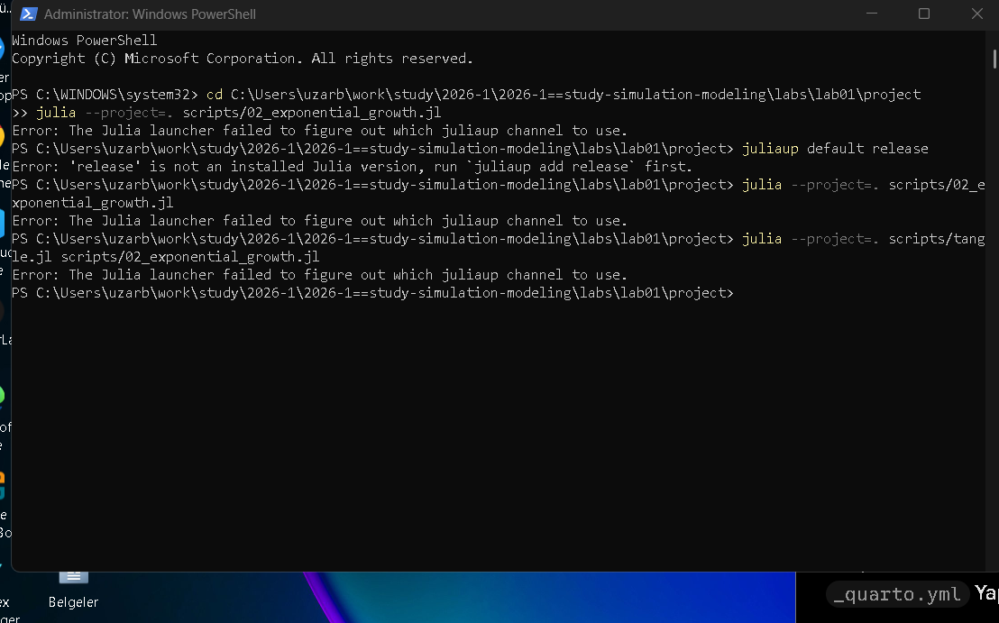 Administrator: Windows PowerShell
Windows PowerShell
Copyright (C) Microsoft Corporation. All rights reserved.
PS C:\WINDOWS\system32> cd C:\Users\uzarb\work\study\2026-1\2026-1==study-simulation-modeling\labs\lab01\project
>> julia --project=. scripts/02_exponential_growth.jl
Error: The Julia launcher failed to figure out which juliaup channel to use.
PS C:\Users\uzarb\work\study\2026-1\2026-1==study-simulation-modeling\labs\lab01\project> juliaup default release
Error: 'release' is not an installed Julia version, run `juliaup add release` first.
PS C:\Users\uzarb\work\study\2026-1\2026-1==study-simulation-modeling\labs\lab01\project> julia --project=. scripts/02_e
xponential_growth.jl
Error: The Julia launcher failed to figure out which juliaup channel to use.
PS C:\Users\uzarb\work\study\2026-1\2026-1==study-simulation-modeling\labs\lab01\project> julia --project=. scripts/tang
le.jl scripts/02_exponential_growth.jl
Error: The Julia launcher failed to figure out which juliaup channel to use.
PS C:\Users\uzarb\work\study\2026-1\2026-1==study-simulation-modeling\labs\lab01\project>
Belgeler
_quarto.yml